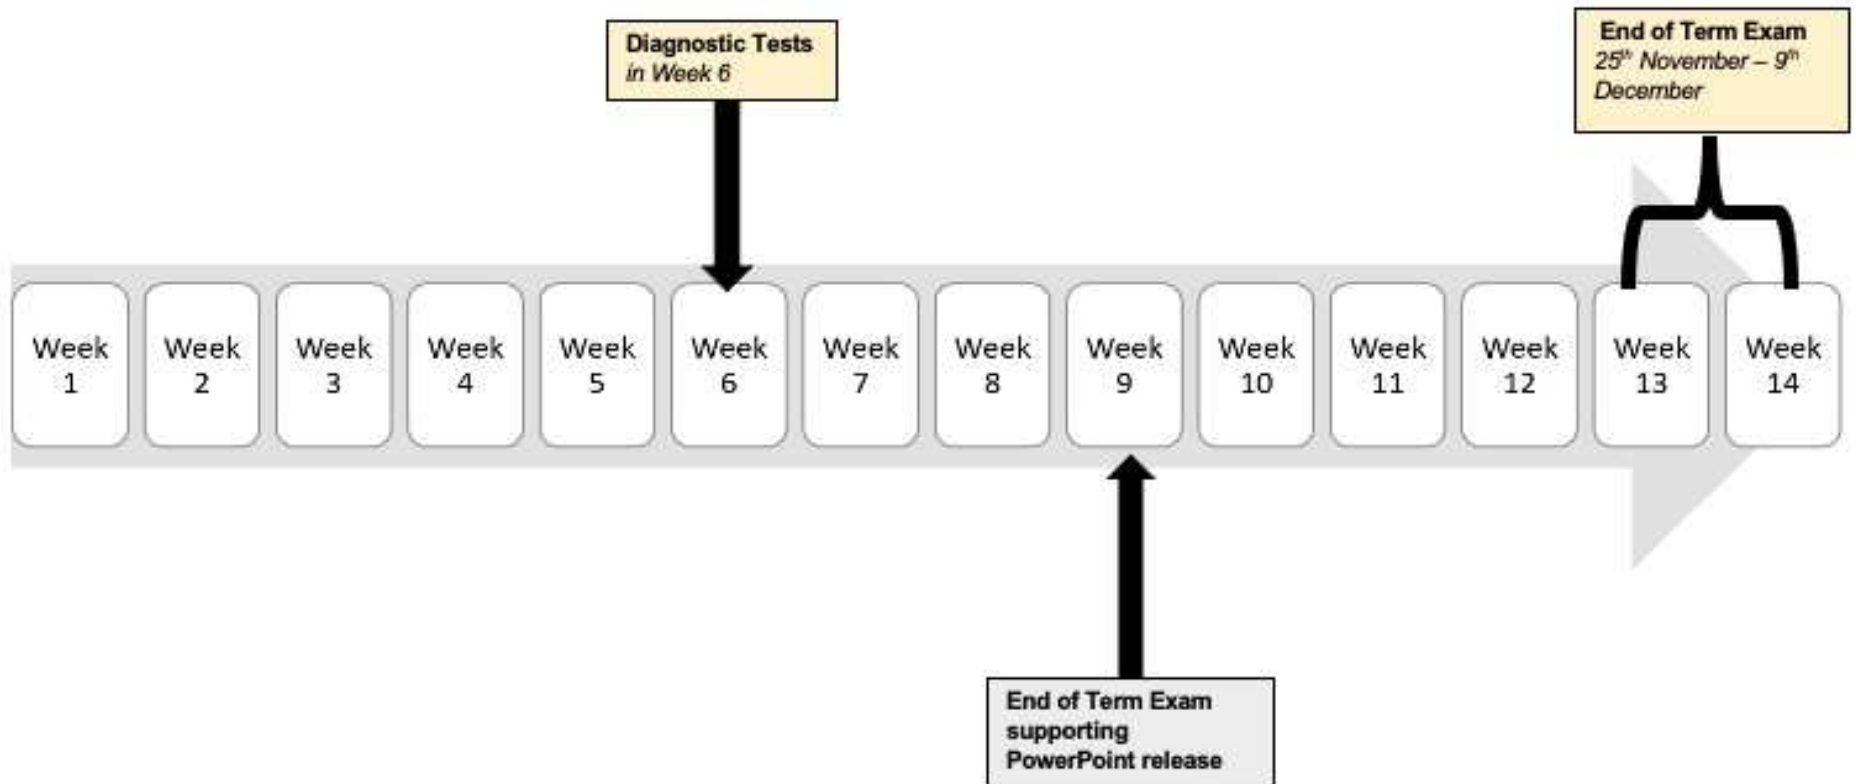 Diagnostic Tests
in Week 6
End of Term Exam
25th November – 9th
December
Week
1
Week
2
Week
3
Week
4
Week
5
Week
6
Week
7
Week
8
Week
9
Week
10
Week
11
Week
12
Week
13
Week
14
End of Term Exam
supporting
PowerPoint release